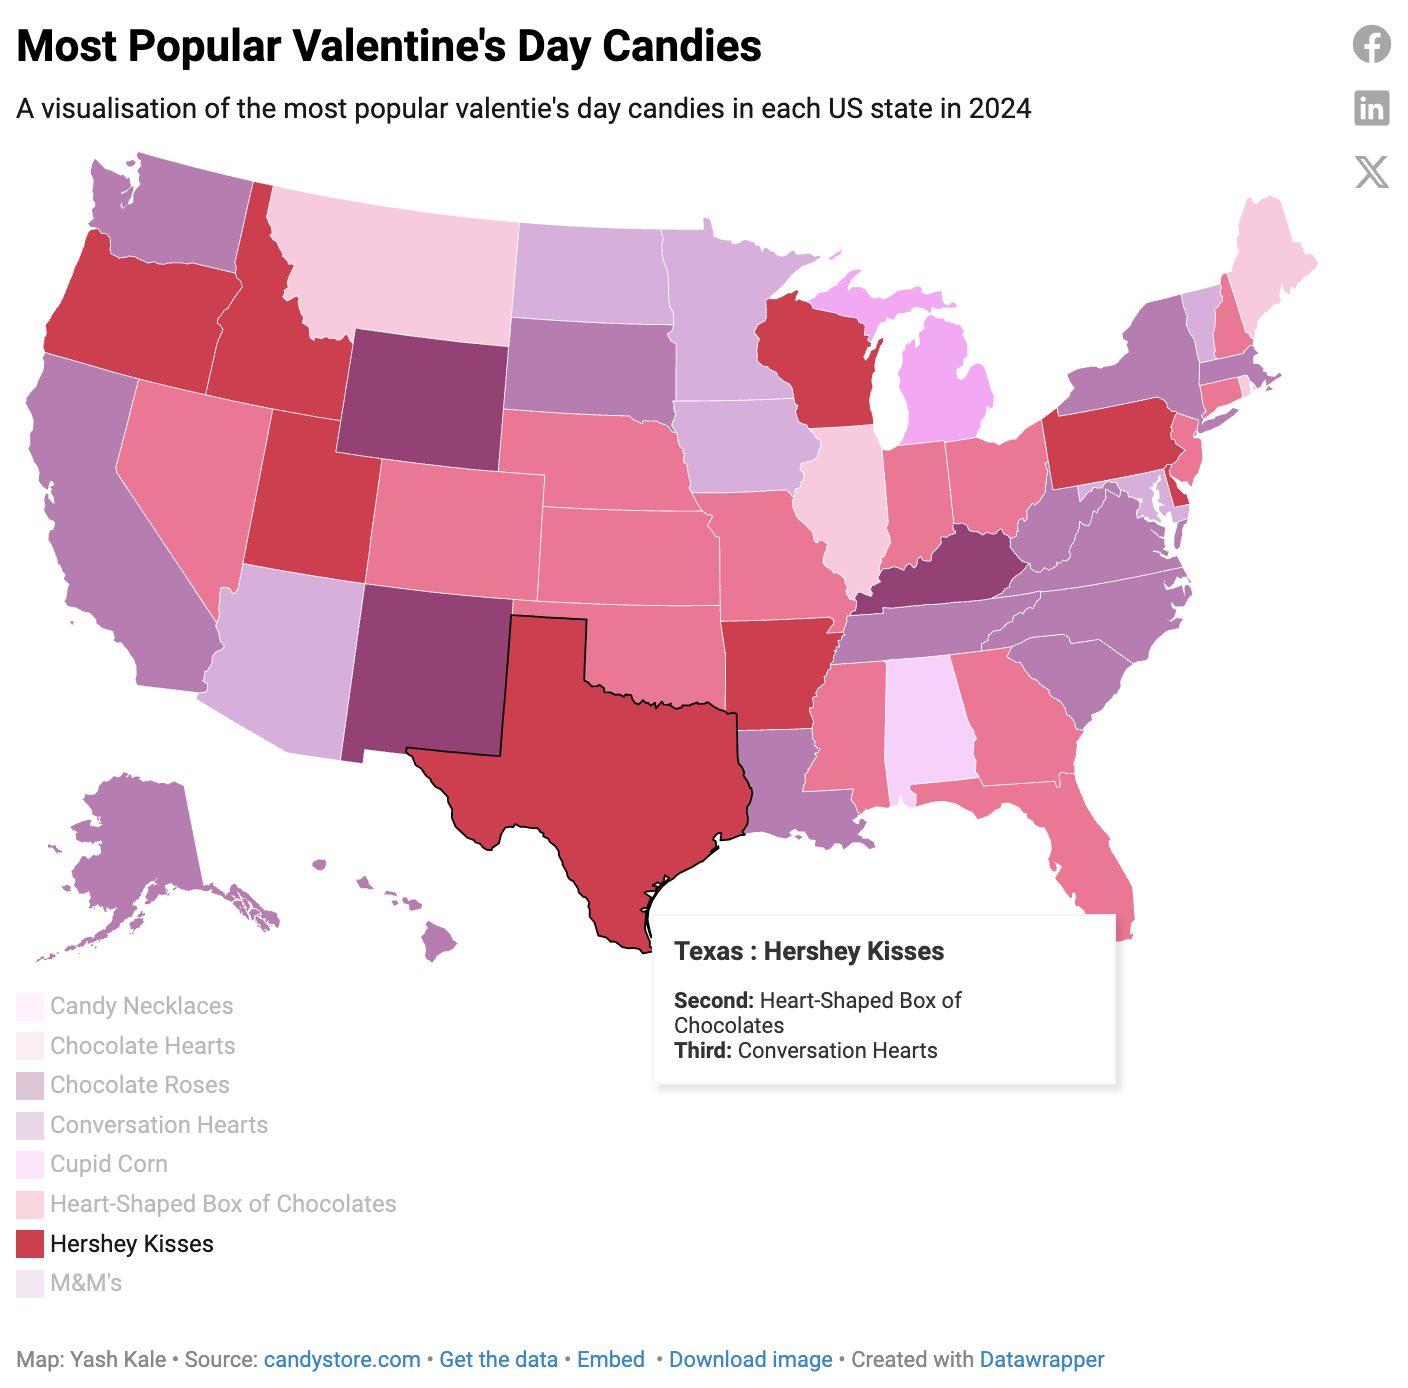 Most Popular Valentine's Day Candies
A visualisation of the most popular valentie's day candies in each US state in 2024
Texas : Hershey Kisses
Second: Heart-Shaped Box of
Chocolates
Third: Conversation Hearts
Candy Necklaces
Chocolate Hearts
Chocolate Roses
Conversation Hearts
Cupid Corn
Heart-Shaped Box of Chocolates
Hershey Kisses
M&M's
Map: Yash Kale • Source: candystore.com • Get the data • Embed • Download image • Created with Datawrapper